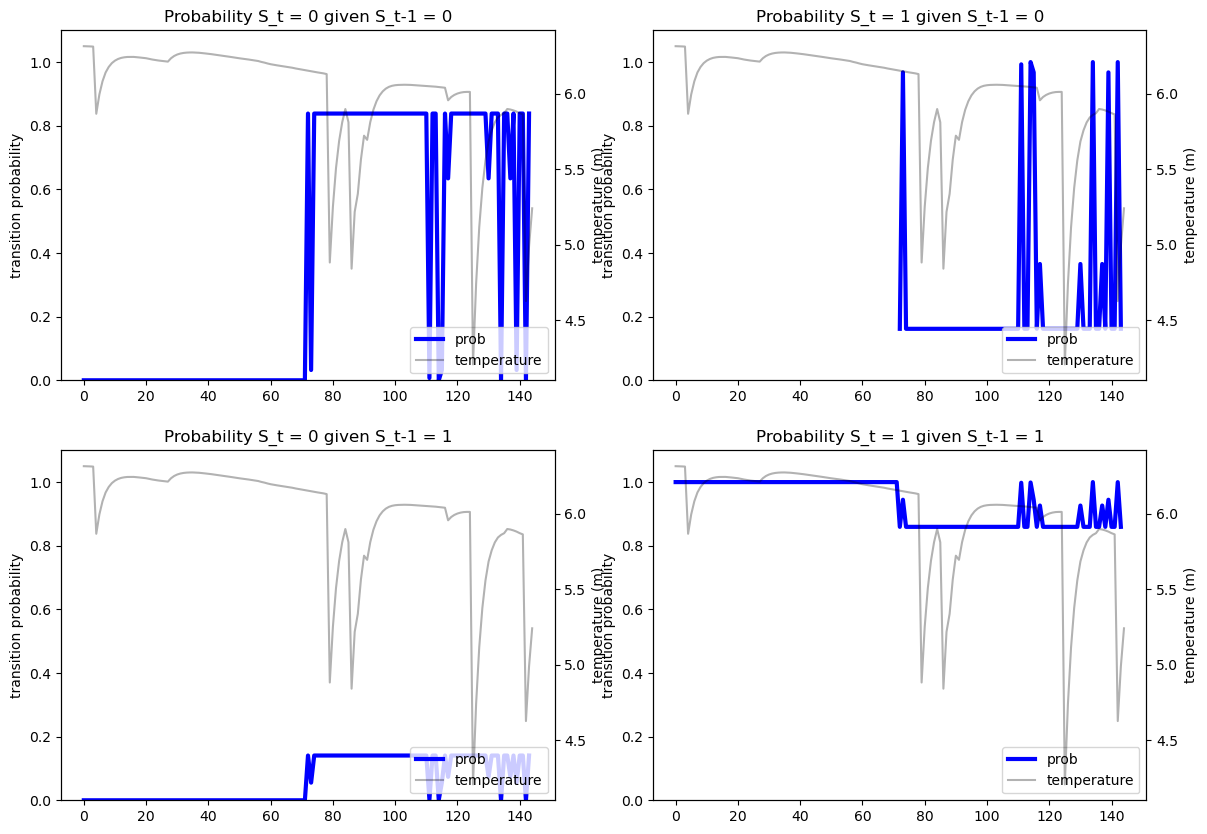 Probability S_t = 0 given S_t-1 = 0
transition probability
1.0
0.8
0.6
0.4
0.2
0.0
0 20 40 60 80 100 120 140
6.0
5.5
5.0
4.5
temperature (m)
prob
temperature
Probability S_t = 1 given S_t-1 = 0
transition probability
1.0
0.8
0.6
0.4
0.2
0.0
0 20 40 60 80 100 120 140
6.0
5.5
5.0
4.5
temperature (m)
prob
temperature
Probability S_t = 0 given S_t-1 = 1
transition probability
1.0
0.8
0.6
0.4
0.2
0.0
0 20 40 60 80 100 120 140
6.0
5.5
5.0
4.5
temperature (m)
prob
temperature
Probability S_t = 1 given S_t-1 = 1
transition probability
1.0
0.8
0.6
0.4
0.2
0.0
0 20 40 60 80 100 120 140
6.0
5.5
5.0
4.5
temperature (m)
prob
temperature